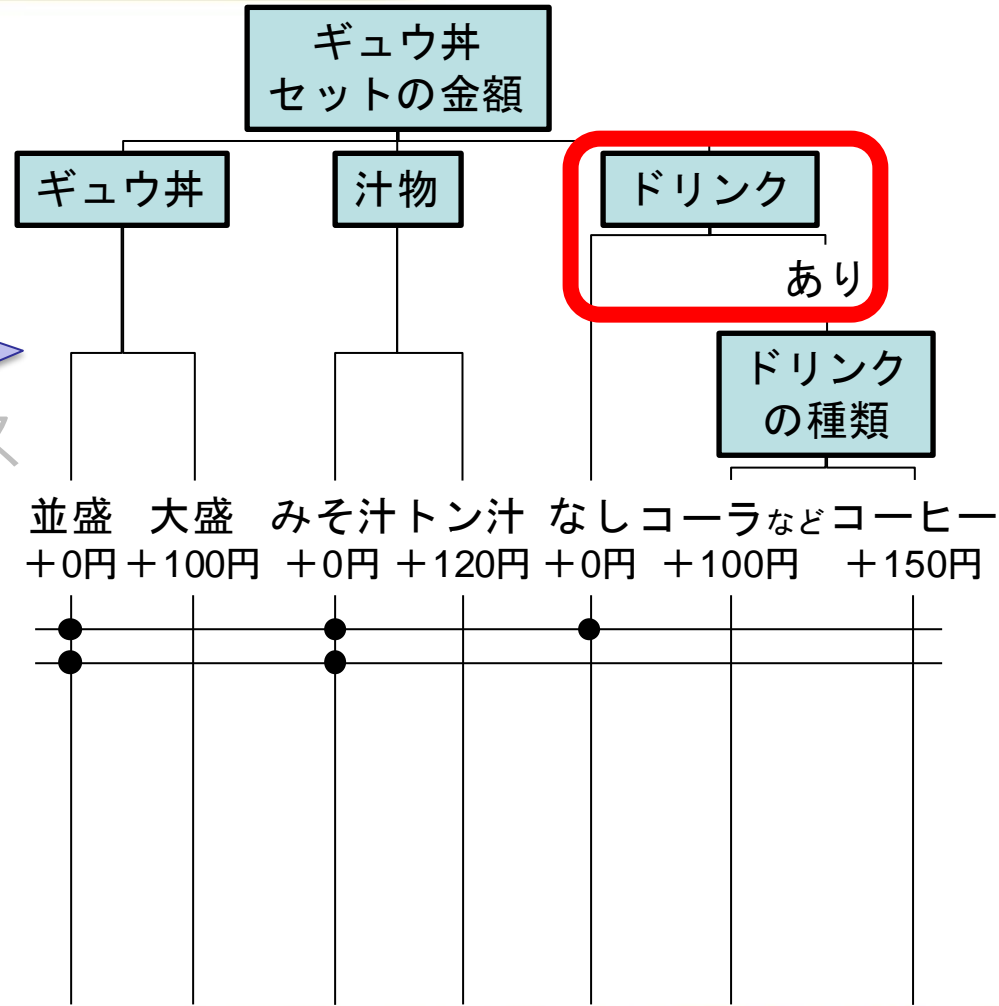 ギュウ丼
セットの金額
ギュウ丼
汁物
ドリンク
あり
ドリンク
の種類
ス
並盛 大盛 みそ汁 トン汁 なし コーラなど コーヒー
＋0円 ＋100円 ＋0円 ＋120円 ＋0円 ＋100円 ＋150円